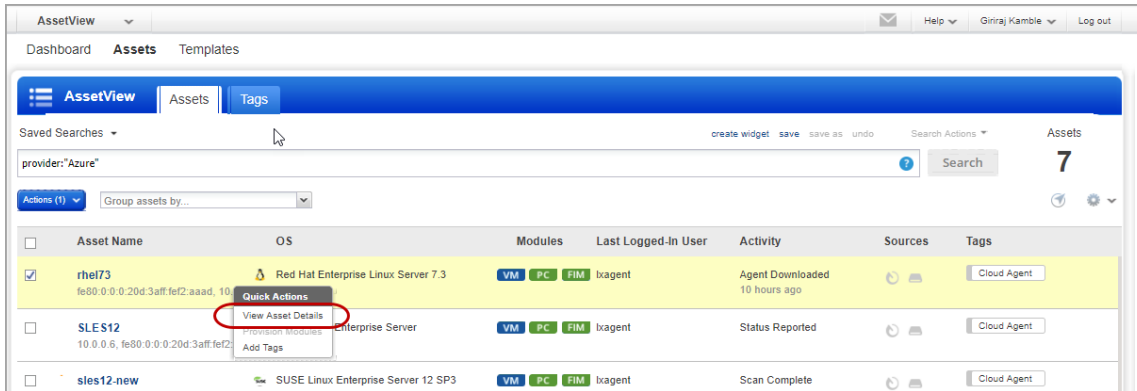 AssetView Help Giriraj Kamble Log out
Dashboard Assets Templates
AssetView Assets Tags
Saved Searches create widget save save as undo Search Actions Assets
provider:"Azure" ? Search 7
Actions (1) Group assets by...
Asset Name OS Modules Last Logged-In User Activity Sources Tags
rhel73 Red Hat Enterprise Linux Server 7.3 VM PC FIM lxagent Agent Downloaded Cloud Agent
fe80:0:0:0:20d:3aff:fef2:aaad, 10. 10 hours ago
Quick Actions
View Asset Details
Provision Modules
Add Tags
SLES12 Enterprise Server VM PC FIM lxagent Status Reported Cloud Agent
10.0.0.6, fe80:0:0:0:20d:3aff:fef2:
sles12-new SUSE Linux Enterprise Server 12 SP3 VM PC FIM lxagent Scan Complete Cloud Agent